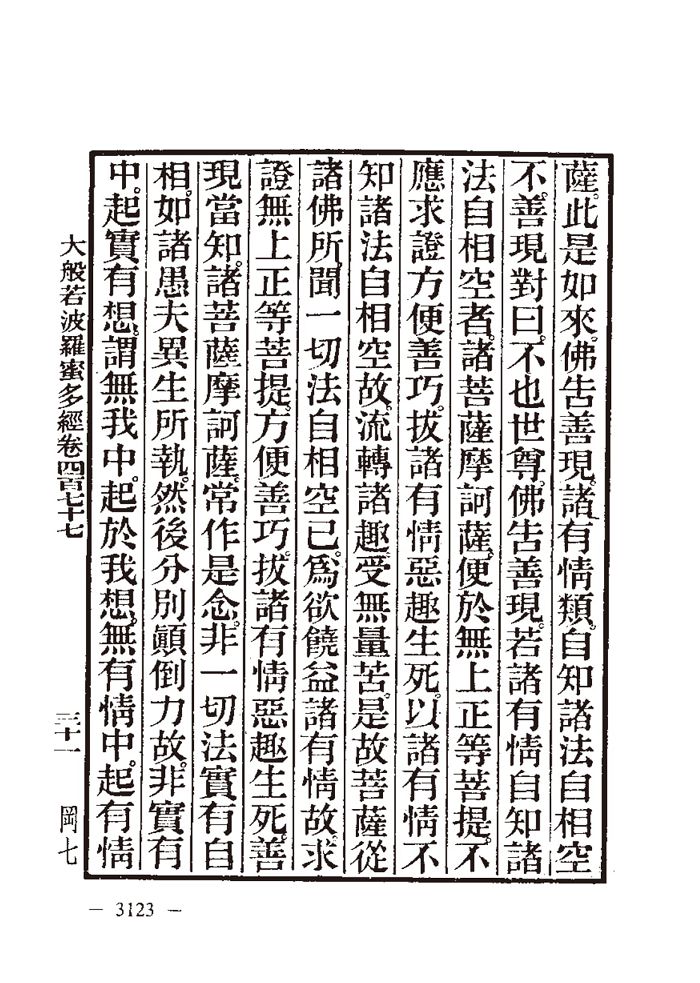 薩。此是如來。佛告善現。諸有情類。自知諸法自相空
不。善現對曰。不也世尊。佛告善現。若諸有情自知諸
法自相空者。諸菩薩摩訶薩。便於無上正等菩提。不
應求證方便善巧。拔諸有情惡趣生死。以諸有情不
知諸法自相空故。流轉諸趣。受無量苦。是故菩薩從
諸佛所。聞一切法自相空已。為欲饒益諸有情故。求
證無上正等菩提。方便善巧。拔諸有情惡趣生死。善
現當知。諸菩薩摩訶薩。常作是念。非一切法實有自
相。如諸愚夫異生所執。然後分別顛倒力故。非實有
中。起實有想。謂無我中。起於我想。無有情中。起有情
大般若波羅蜜多經卷四百七十七
三十一
岡七
— 3123 —